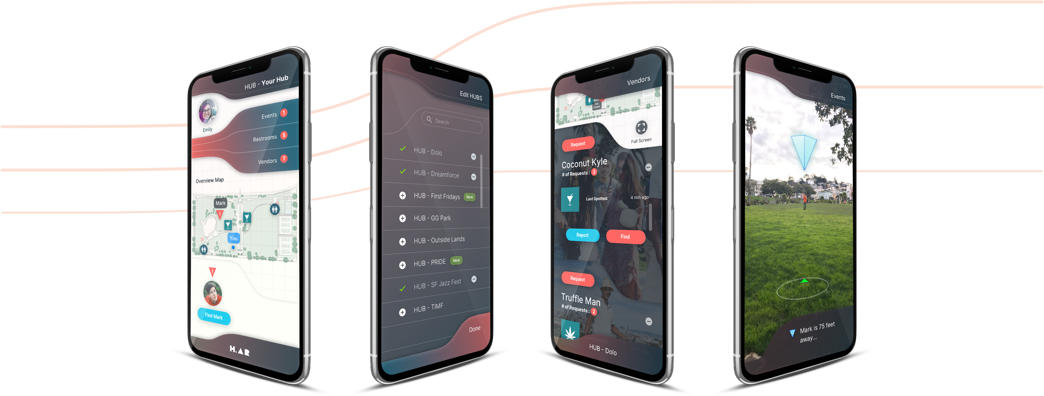 HUB - Your Hub
Emily
Events 1
Restrooms 5
Vendors 7
Overview Map
Mark
You
Find Mark
H.AR
Edit HUBS
Search
HUB - Dolo
HUB - Dreamforce
HUB - First Fridays New
HUB - GG Park
HUB - Outside Lands
HUB - PRIDE New
HUB - SF Jazz Fest
HUB - TIMF
Done
Vendors
Full Screen
Request
Coconut Kyle
# of Requests : 1
Last Spotted: 4 min ago
Report Find
Request
Truffle Man
# of Requests : 2
HUB - Dolo
Events
Mark is 75 feet
away...